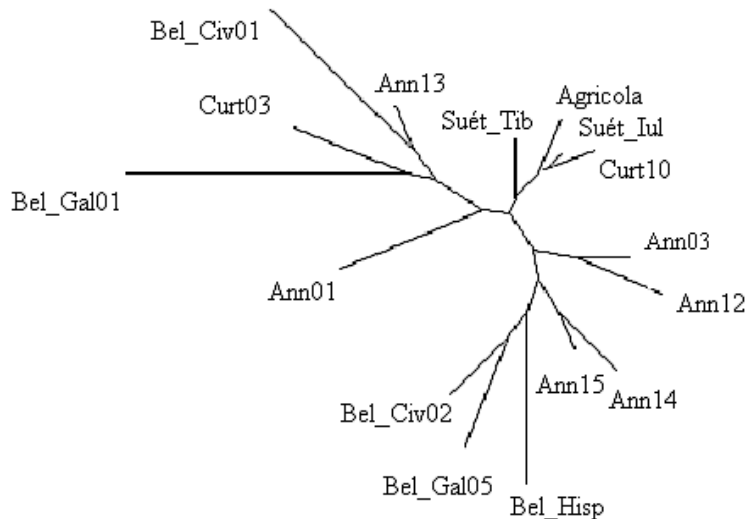 Bel_Civ01
Ann13
Curt03
Suét_Tib
Agricola
Suét_Iul
Curt10
Bel_Gal01
Ann03
Ann01
Ann12
Ann15
Ann14
Bel_Civ02
Bel_Gal05
Bel_Hisp